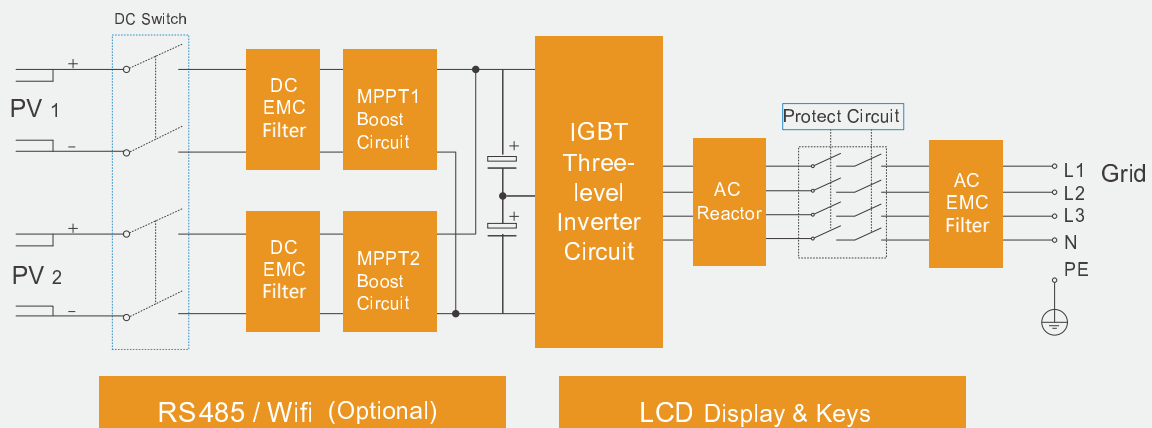 DC Switch
+
PV 1
-
+
PV 2
-
DC
EMC
Filter
MPPT1
Boost
Circuit
DC
EMC
Filter
MPPT2
Boost
Circuit
+
+
IGBT
Three-
level
Inverter
Circuit
AC
Reactor
Protect Circuit
AC
EMC
Filter
L1
Grid
L2
L3
N
PE
RS485 / Wifi (Optional)
LCD Display & Keys